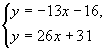 y = −13x − 16,
y = 26x + 31